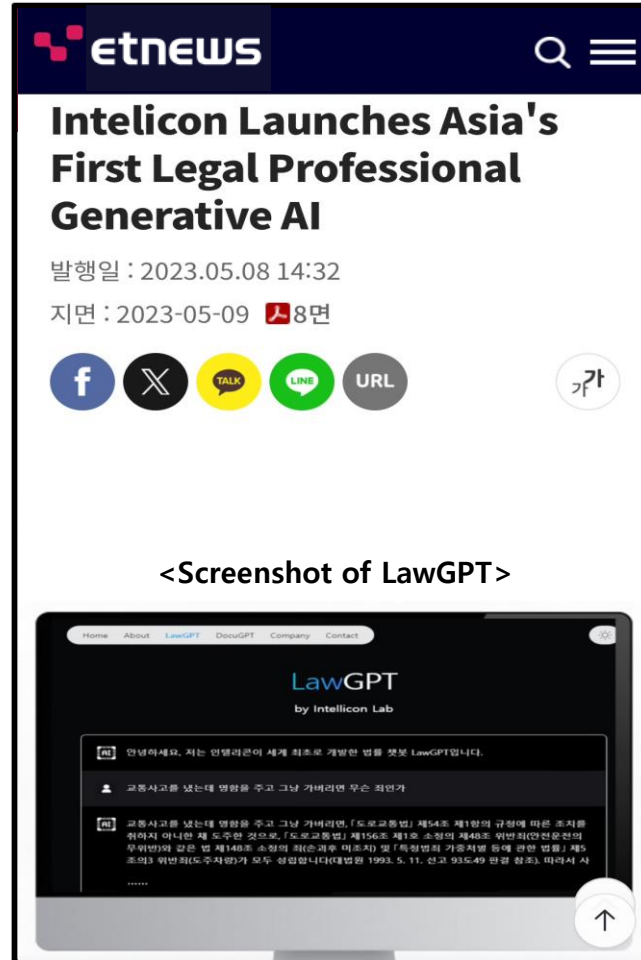 etnews
Intelicon Launches Asia's
First Legal Professional
Generative AI
발행일 : 2023.05.08 14:32
지면 : 2023-05-09 8면
f X TALK LINE URL 가가
<Screenshot of LawGPT>
Home About LawGPT DocuGPT Company Contact
LawGPT
by Intellicon Lab
AI 안녕하세요, 저는 인텔리콘이 세계 최초로 개발한 법률 챗봇 LawGPT입니다.
교통사고를 냈는데 명함을 주고 그냥 가버리면 무슨 죄인가
AI 교통사고를 냈는데 명함을 주고 그냥 가버리면, 「도로교통법」 제54조 제1항의 규정에 따른 조치를
취하지 아니한 채 도주한 것으로, 「도로교통법」 제156조 제1호 소정의 제48조 위반죄(안전운전의
무위반)와 같은 법 제148조 소정의 죄(손괴후 미조치) 및 「특정범죄 가중처벌 등에 관한 법률」 제5
조의3 위반죄(도주차량)가 모두 성립합니다(대법원 1993. 5. 11. 선고 93도49 판결 참조). 따라서 사
......